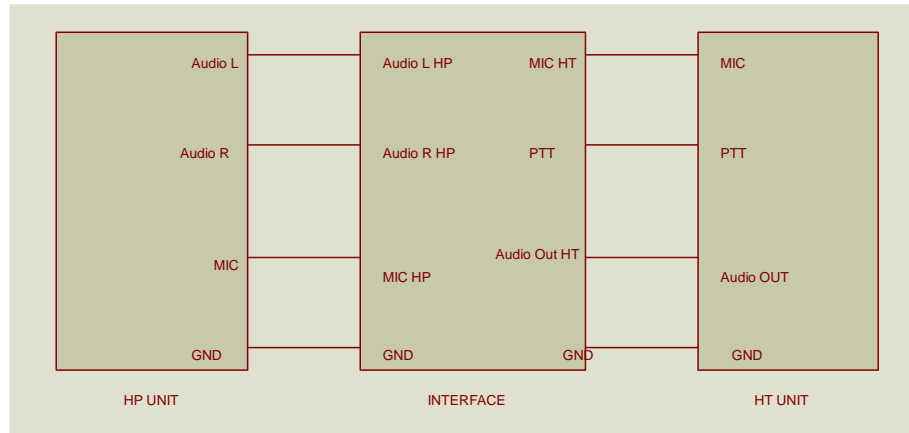 Audio L
Audio L HP
MIC HT
MIC
Audio R
Audio R HP
PTT
PTT
MIC
MIC HP
Audio Out HT
Audio OUT
GND
GND
GND
GND
HP UNIT
INTERFACE
HT UNIT